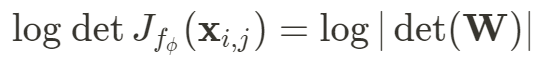 log det J_{f_ϕ}(𝐱_{i,j}) = log | det(𝐖)|